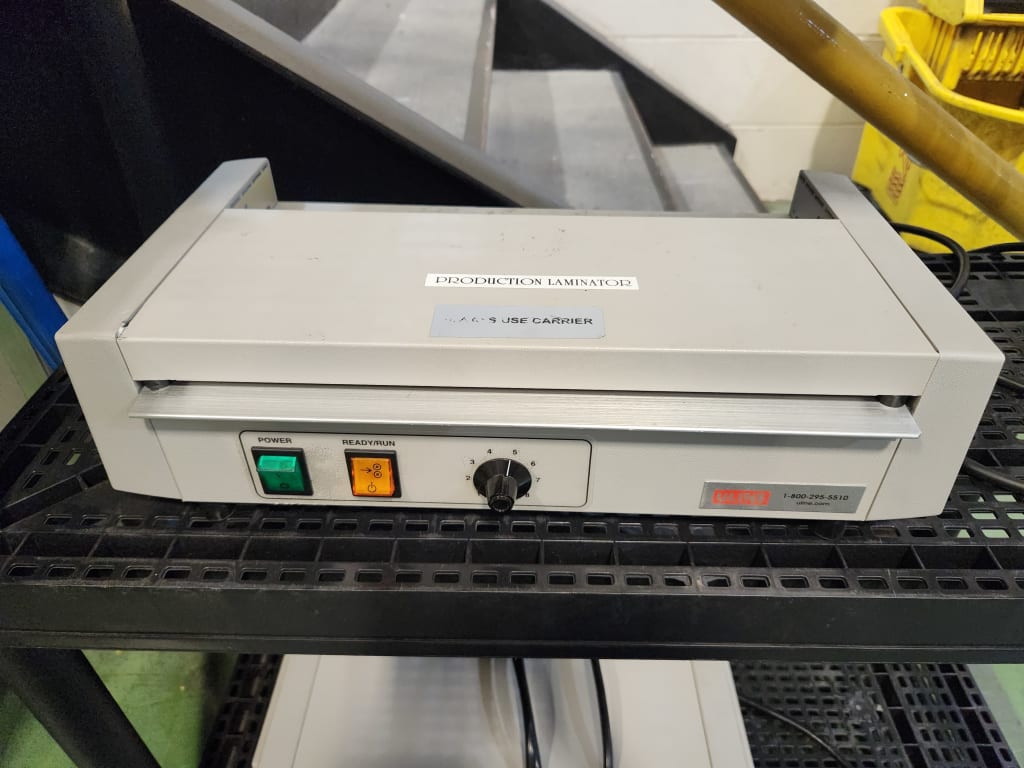 PRODUCTION LAMINATOR
USE CARRIER
POWER
READY/RUN
2 3 4 5 6 7 8
1-800-295-5510
uline.com